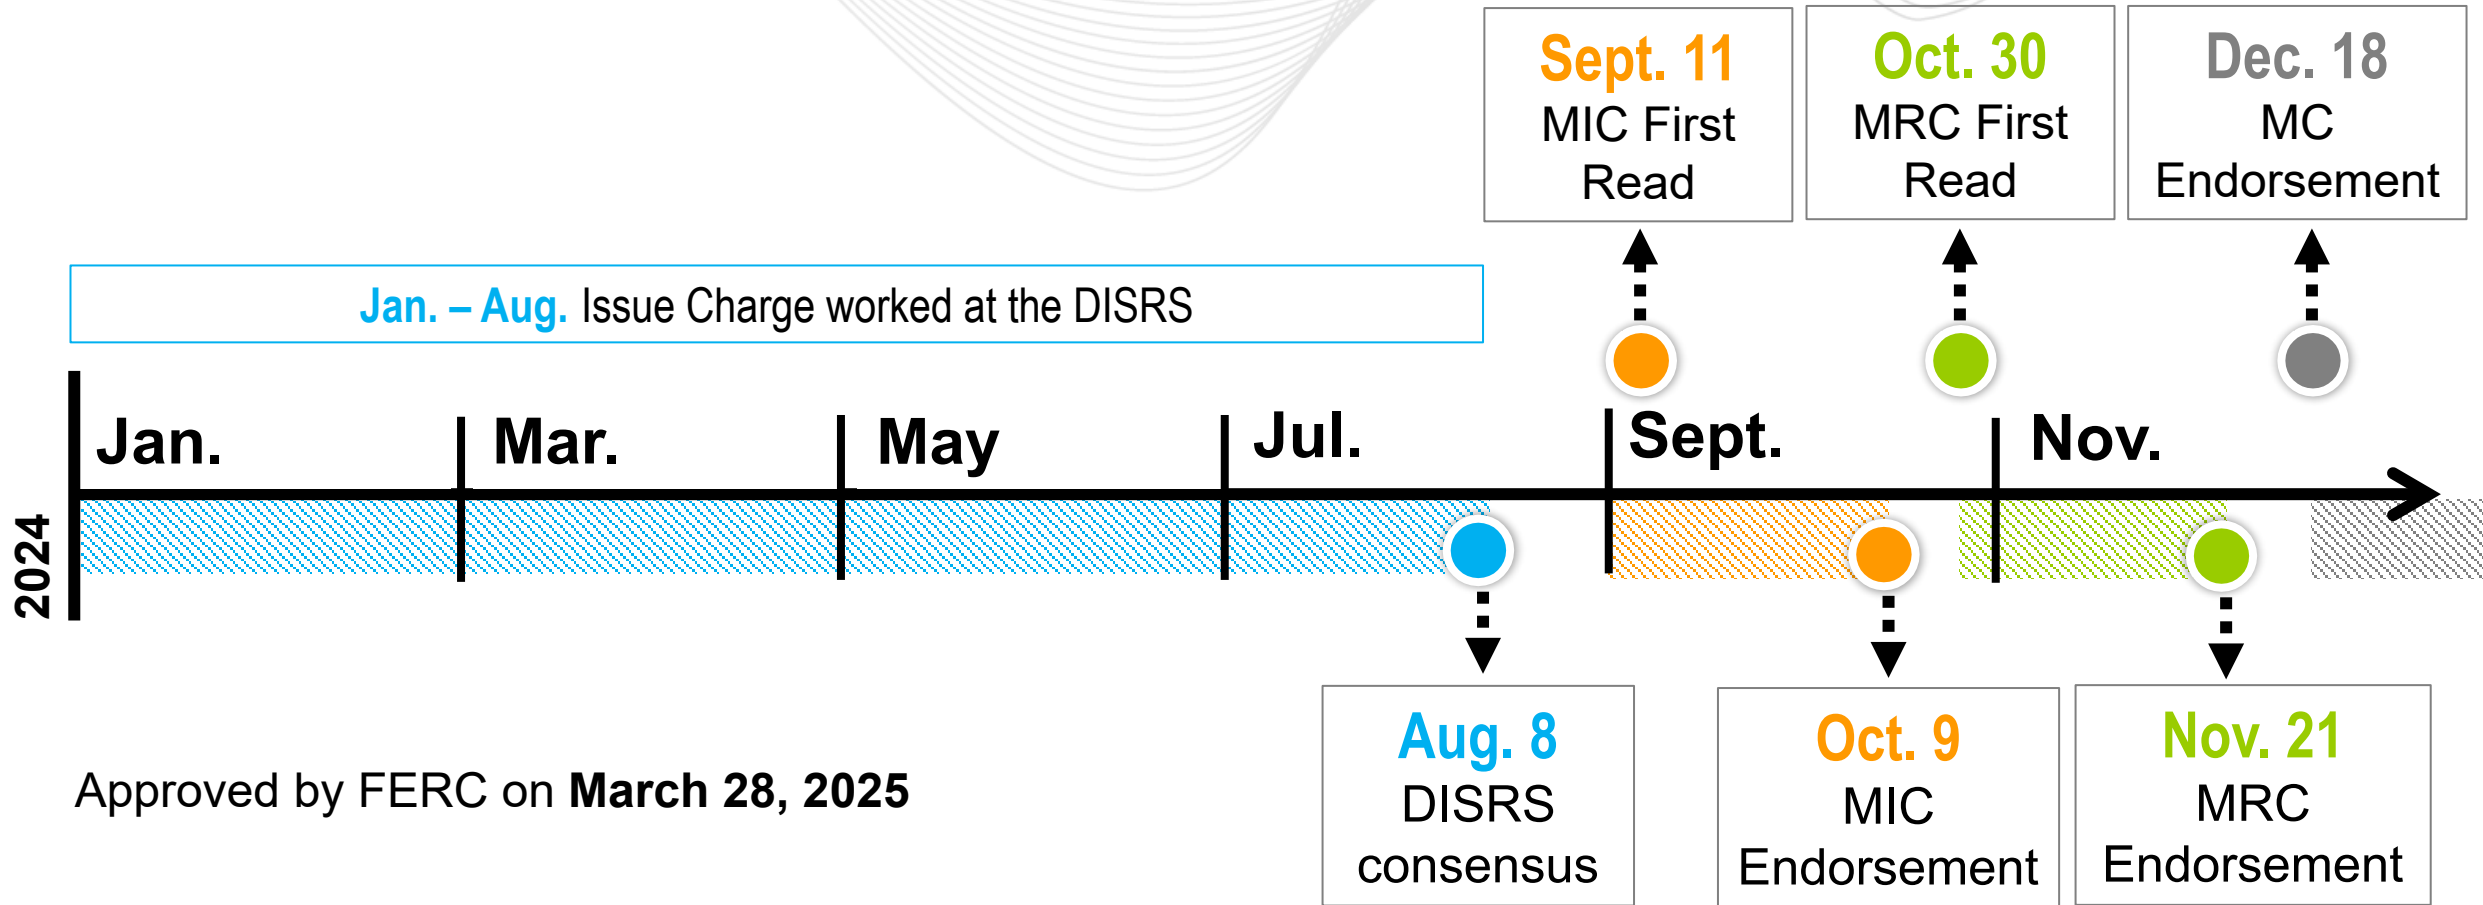 Sept. 11
MIC First
Read
Oct. 30
MRC First
Read
Dec. 18
MC
Endorsement
Jan. – Aug. Issue Charge worked at the DISRS
Jan.
Mar.
May
Jul.
Sept.
Nov.
2024
Aug. 8
DISRS
consensus
Oct. 9
MIC
Endorsement
Nov. 21
MRC
Endorsement
Approved by FERC on March 28, 2025